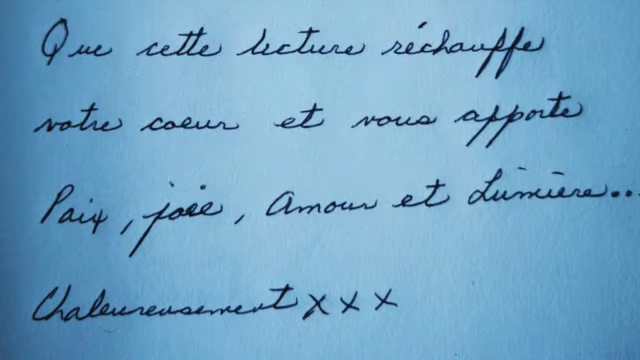 Que cette lecture réchauffe
votre coeur et vous apporte
Paix, joie, Amour et Lumière...
Chaleureusement xxx